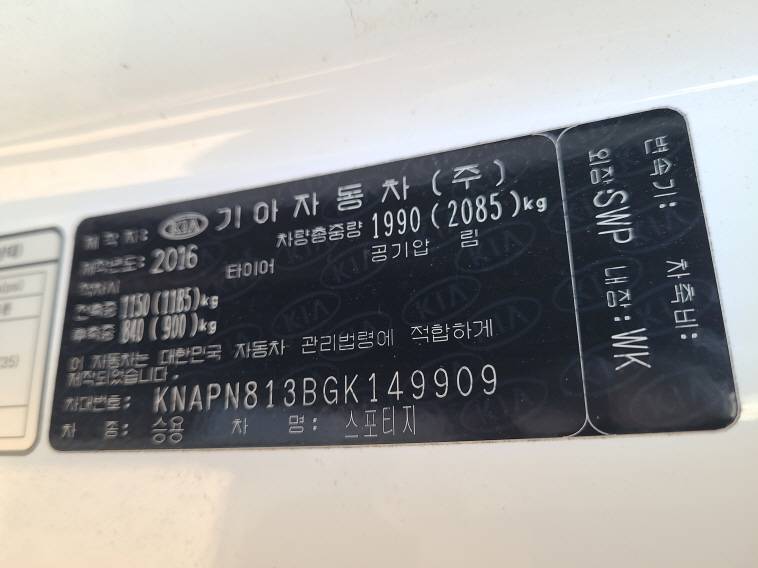 제작자: KIA 기아자동차(주)
제작년도: 2016 차량총중량 1990(2085)kg
타이어 공기압 림
적차시
전축중 1150(1185)kg
후축중 840(900)kg
이 자동차는 대한민국 자동차 관리법령에 적합하게
제작되었습니다.
차대번호: KNAPN813BGK149909
차 종: 승용 차 명: 스포티지
변속기: 차축비:
외장:SWP 내장:WK